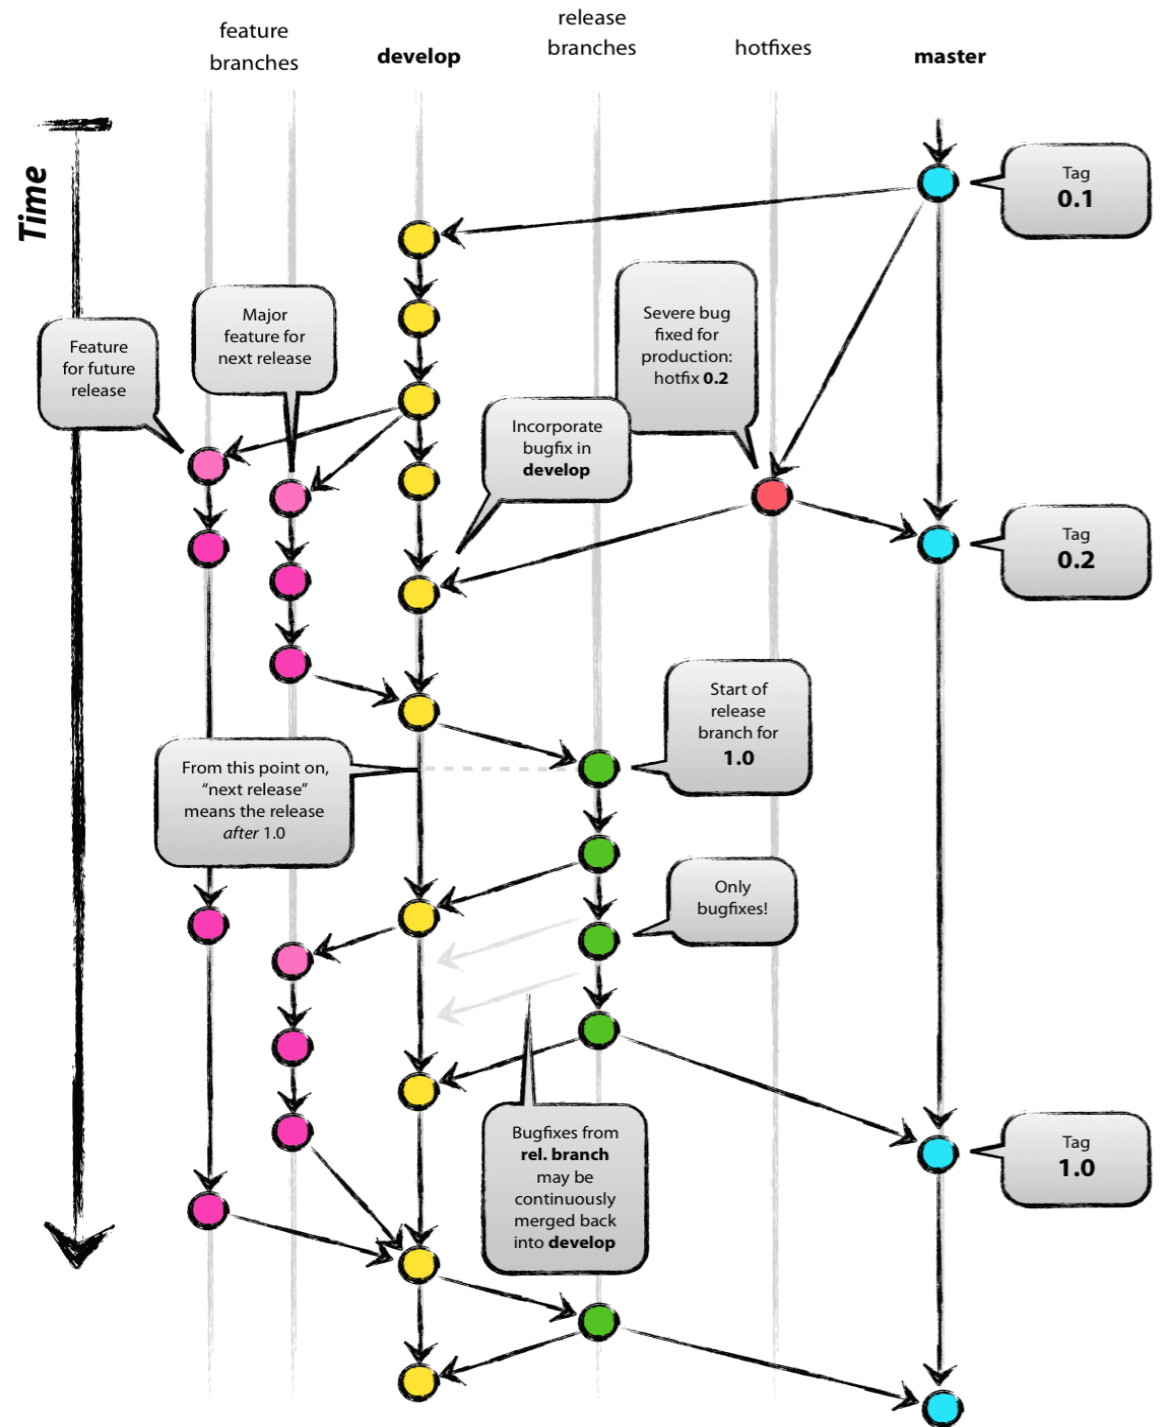 feature
branches
develop
release
branches
hotfixes
master
Time
Tag
0.1
Major
feature for
next release
Feature
for future
release
Severe bug
fixed for
production:
hotfix 0.2
Incorporate
bugfix in
develop
Tag
0.2
Start of
release
branch for
1.0
From this point on,
“next release”
means the release
after 1.0
Only
bugfixes!
Bugfixes from
rel. branch
may be
continuously
merged back
into develop
Tag
1.0